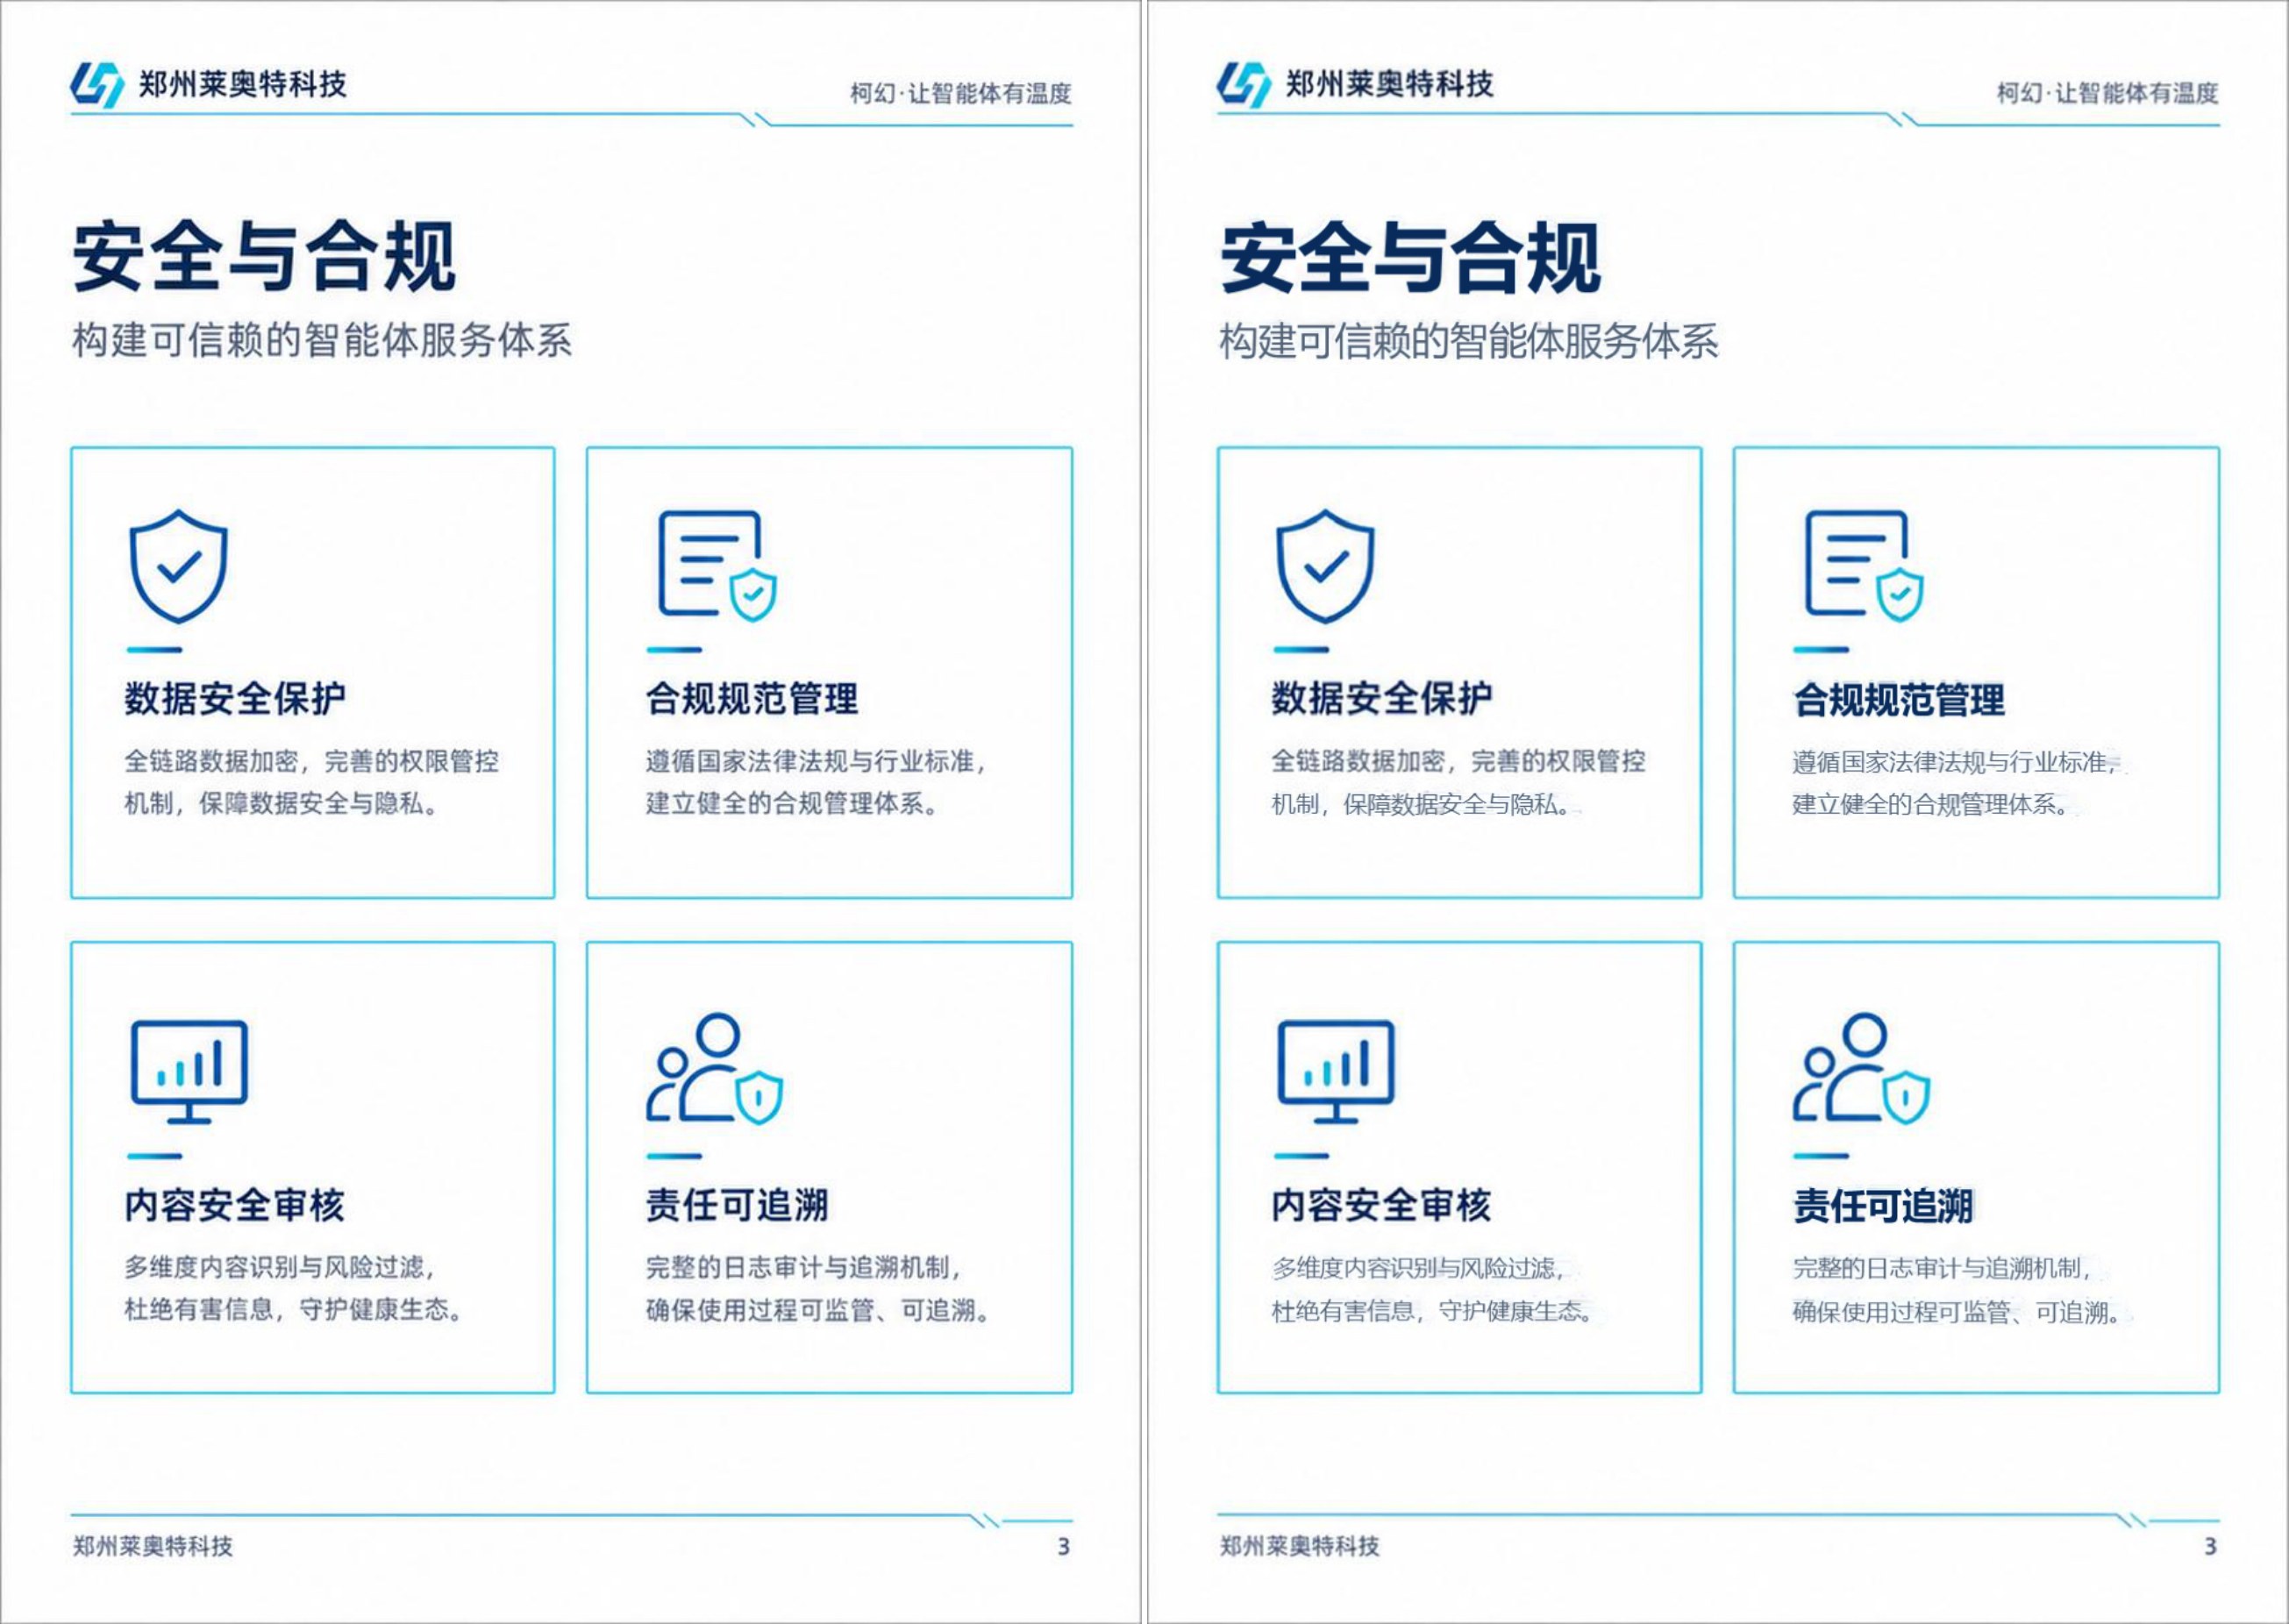 郑州莱奥特科技
柯幻·让智能体有温度
安全与合规
构建可信赖的智能体服务体系
数据安全保护
全链路数据加密，完善的权限管控
机制，保障数据安全与隐私。
合规规范管理
遵循国家法律法规与行业标准，
建立健全的合规管理体系。
内容安全审核
多维度内容识别与风险过滤，
杜绝有害信息，守护健康生态。
责任可追溯
完整的日志审计与追溯机制，
确保使用过程可监管、可追溯。
郑州莱奥特科技
3
郑州莱奥特科技
柯幻·让智能体有温度
安全与合规
构建可信赖的智能体服务体系
数据安全保护
全链路数据加密，完善的权限管控
机制，保障数据安全与隐私。
合规规范管理
遵循国家法律法规与行业标准，
建立健全的合规管理体系。
内容安全审核
多维度内容识别与风险过滤，
杜绝有害信息，守护健康生态。
责任可追溯
完整的日志审计与追溯机制，
确保使用过程可监管、可追溯。
郑州莱奥特科技
3